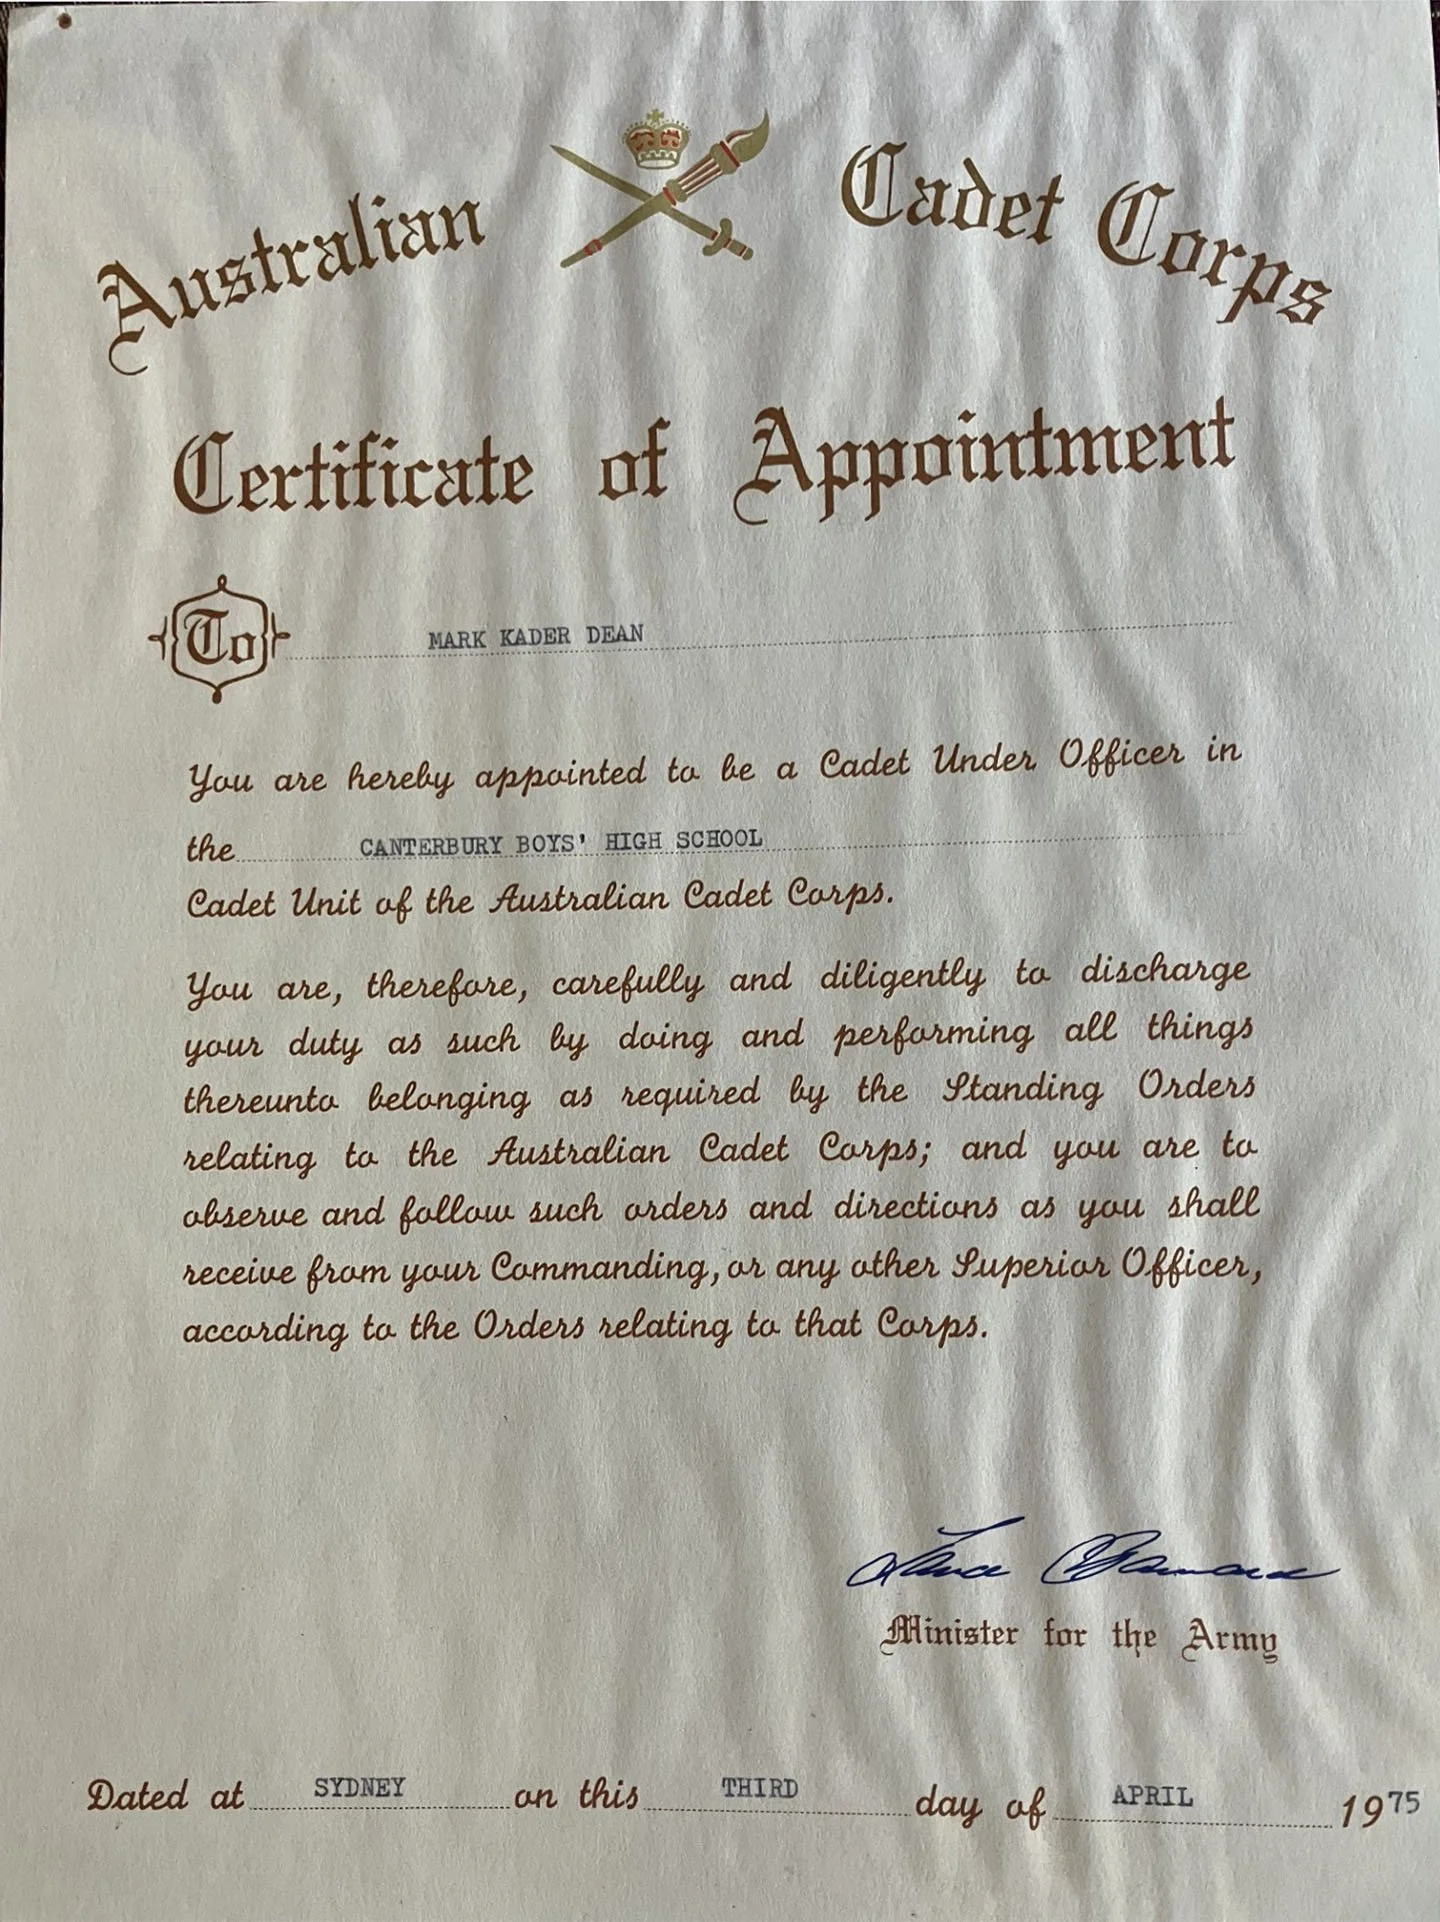 Australian Cadet Corps
Certificate of Appointment
To MARK KADER DEAN
You are hereby appointed to be a Cadet Under Officer in
the CANTERBURY BOYS' HIGH SCHOOL
Cadet Unit of the Australian Cadet Corps.
You are, therefore, carefully and diligently to discharge
your duty as such by doing and performing all things
thereunto belonging as required by the Standing Orders
relating to the Australian Cadet Corps; and you are to
observe and follow such orders and directions as you shall
receive from your Commanding, or any other Superior Officer,
according to the Orders relating to that Corps.
Lance
Minister for the Army
Dated at SYDNEY on this THIRD day of APRIL 1975